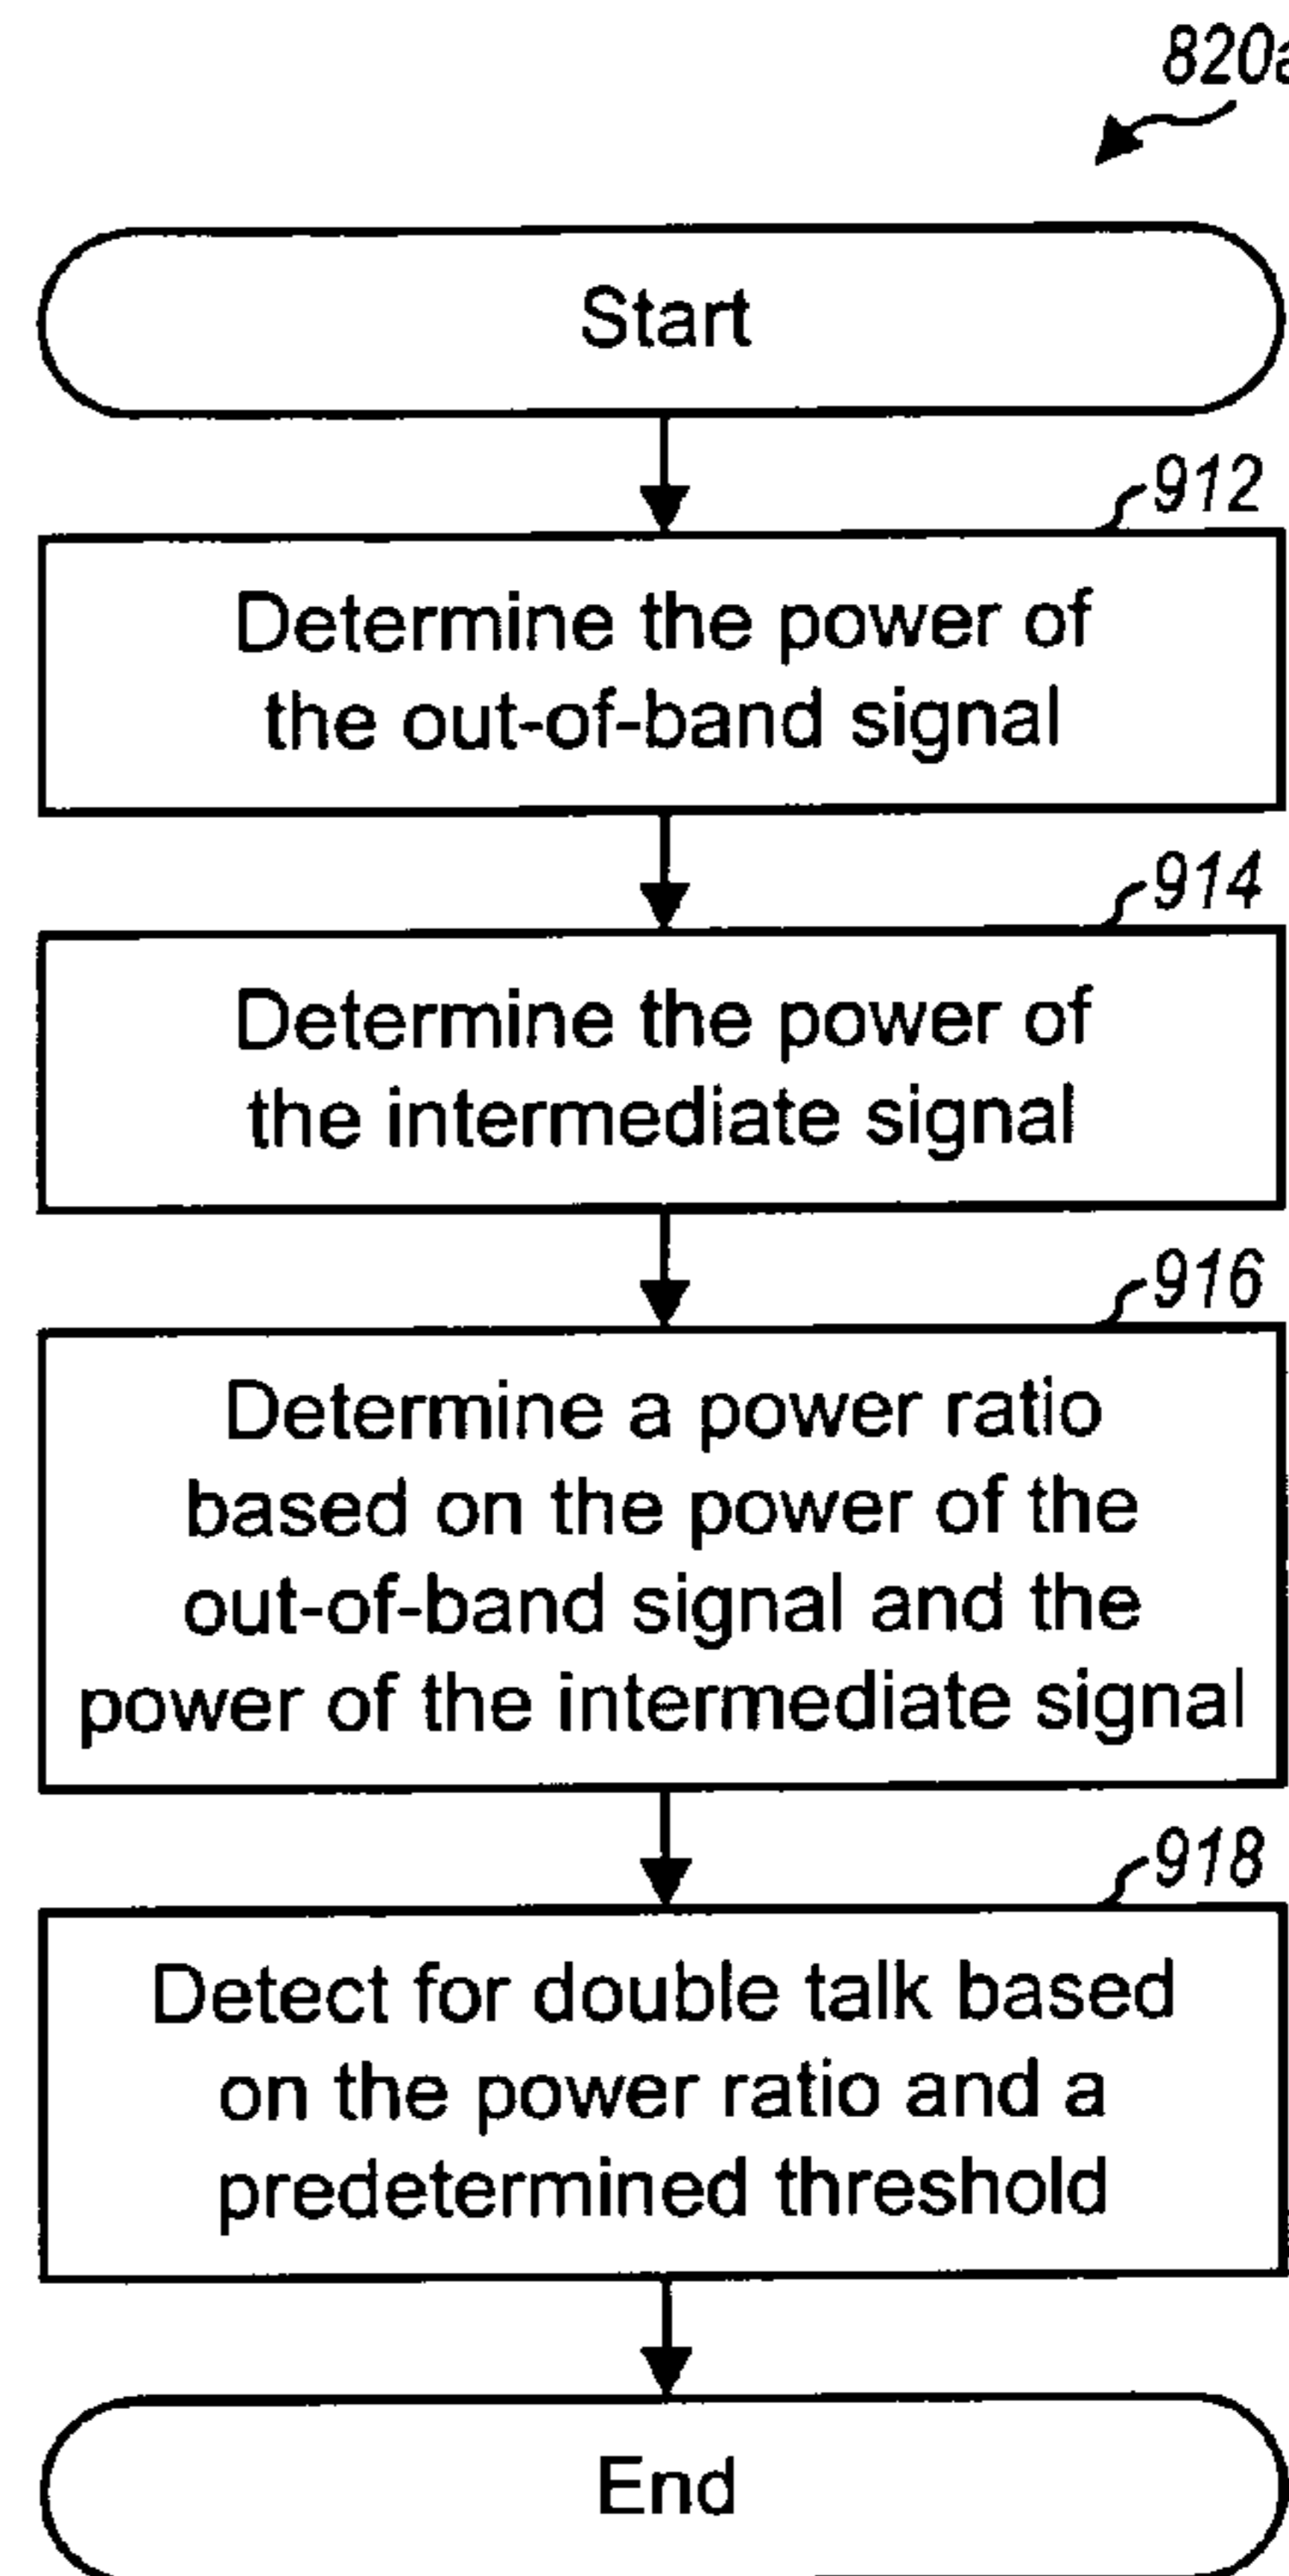 820a
Start
912
Determine the power of
the out-of-band signal
914
Determine the power of
the intermediate signal
916
Determine a power ratio
based on the power of the
out-of-band signal and the
power of the intermediate signal
918
Detect for double talk based
on the power ratio and a
predetermined threshold
End